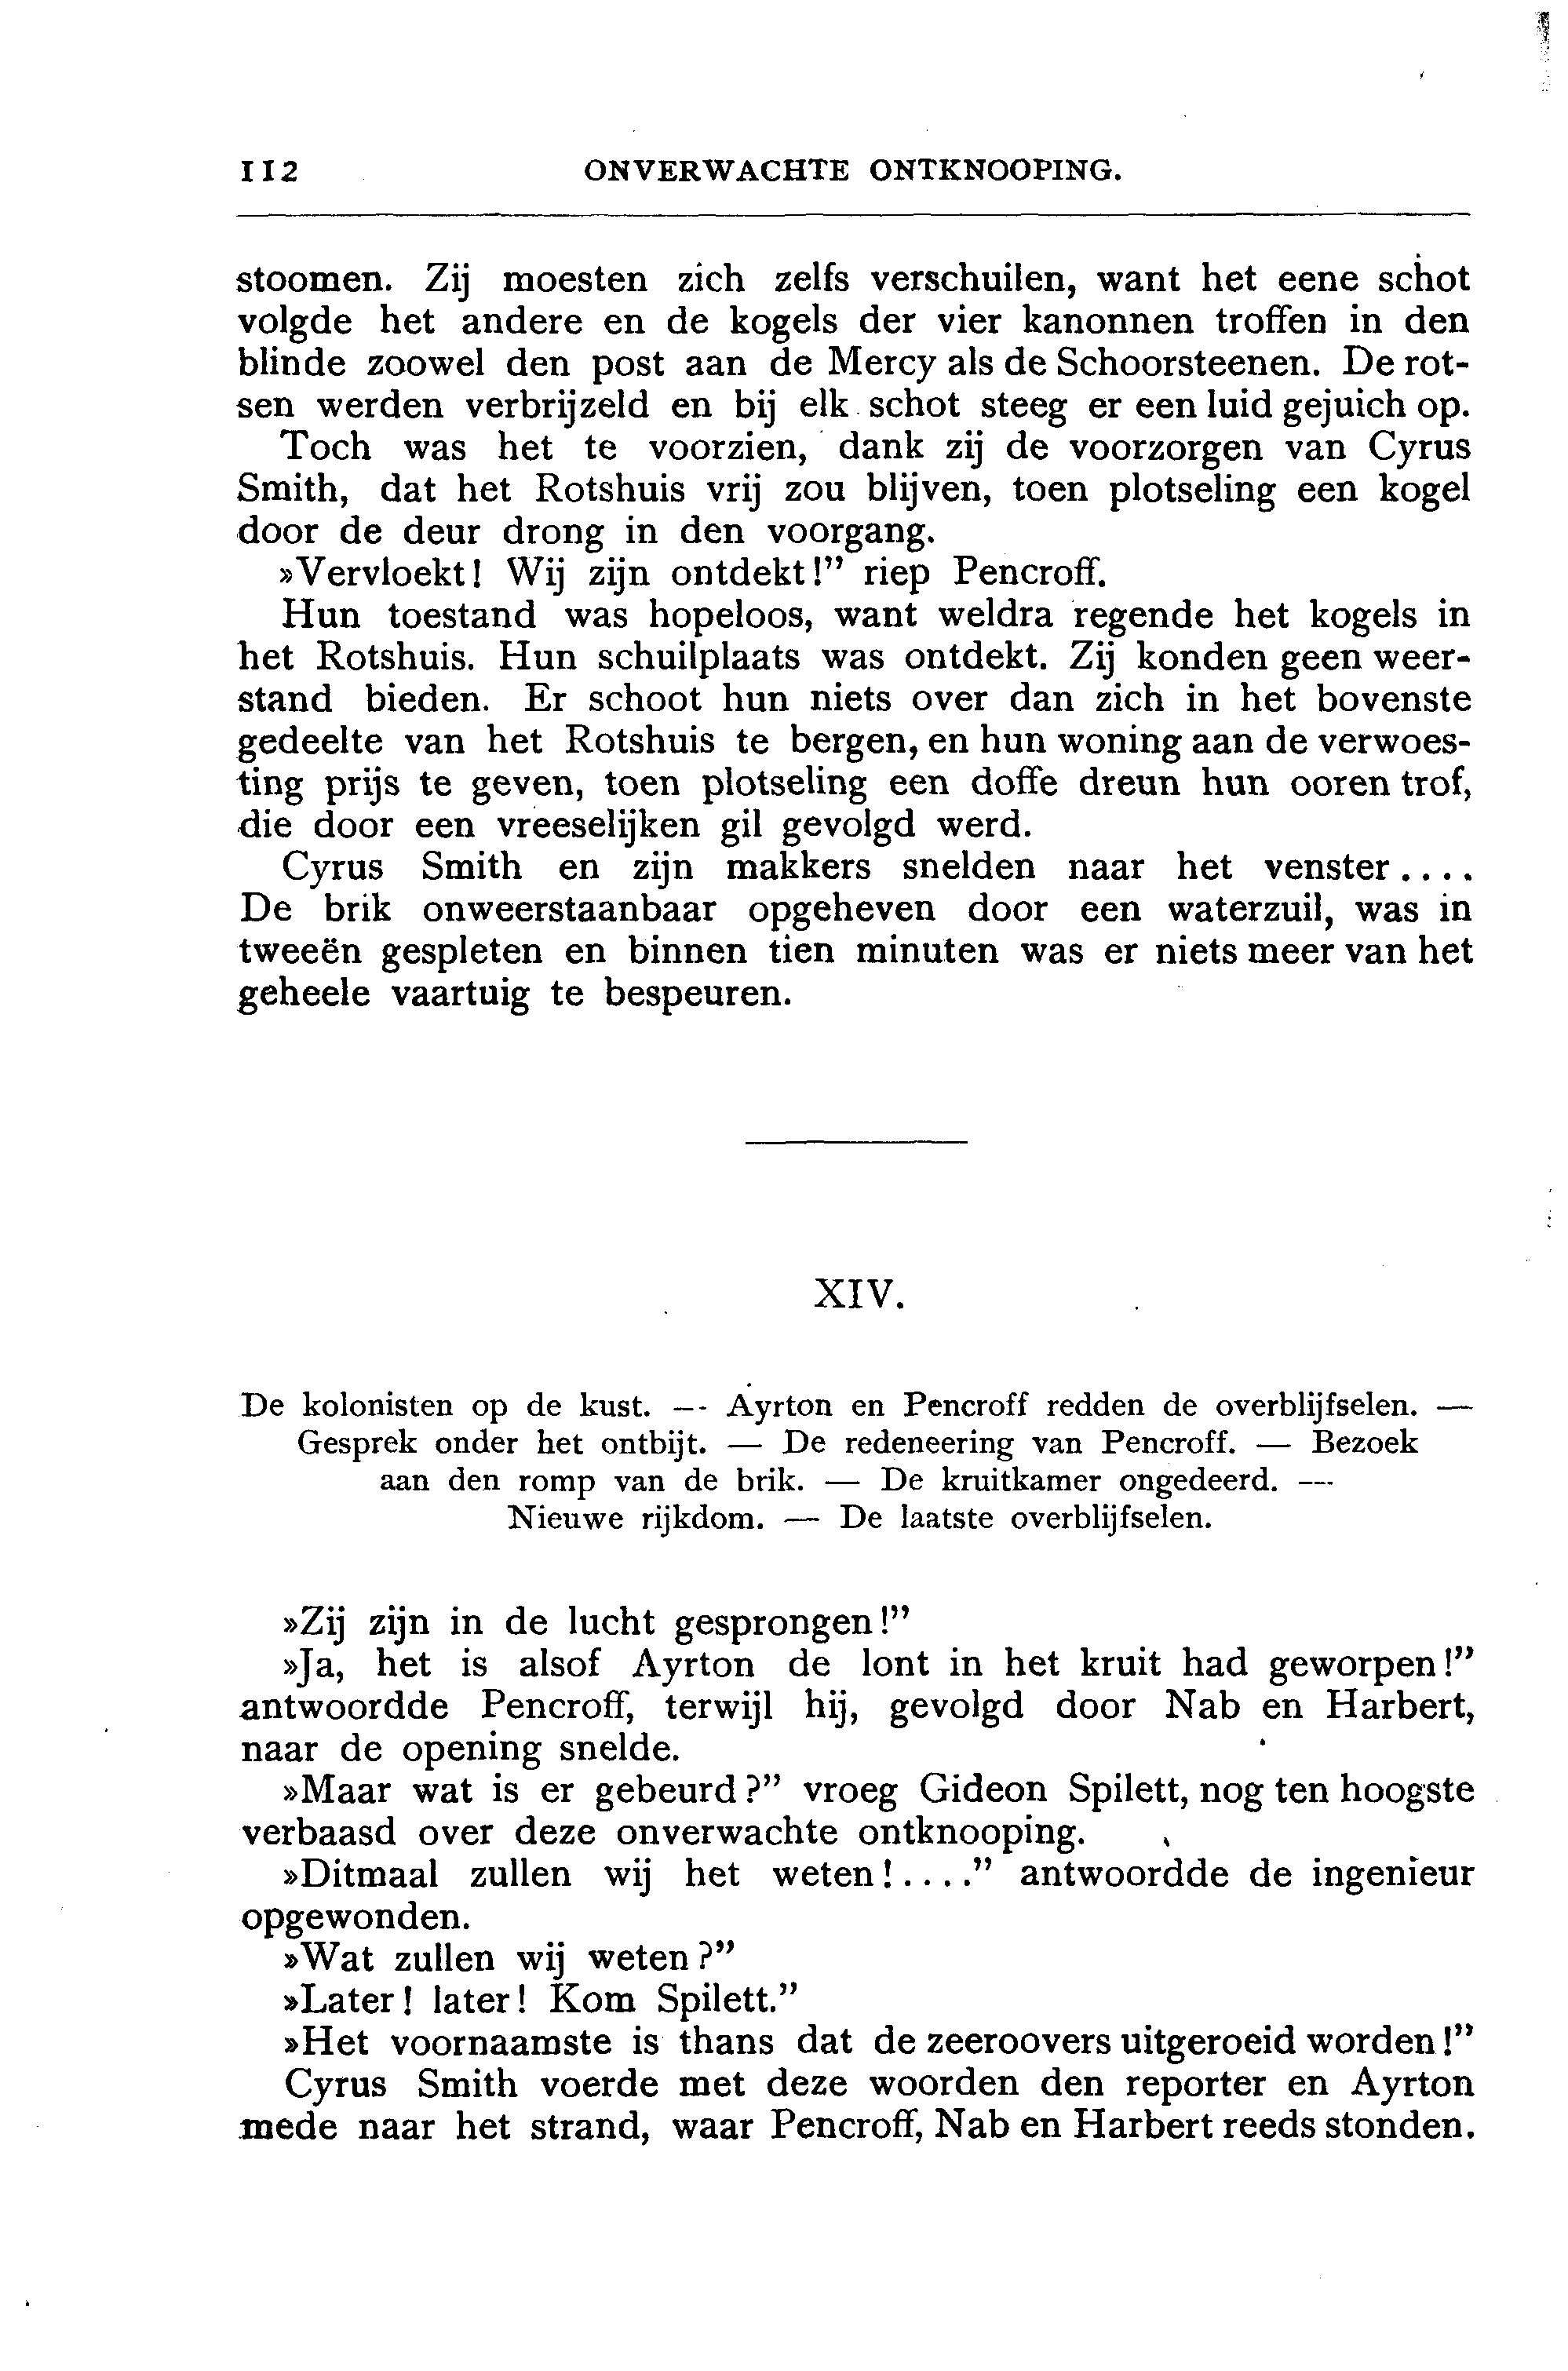 112 ONVERWACHTE ONTKNOOPING.
stoomen. Zij moesten zich zelfs verschuilen, want het eene schot
volgde het andere en de kogels der vier kanonnen troffen in den
blinde zoowel den post aan de Mercy als de Schoorsteenen. De rot-
sen werden verbrijzeld en bij elk schot steeg er een luid gejuich op.
Toch was het te voorzien, dank zij de voorzorgen van Cyrus
Smith, dat het Rotshuis vrij zou blijven, toen plotseling een kogel
door de deur drong in den voorgang.
»Vervloekt! Wij zijn ontdekt!” riep Pencroff.
Hun toestand was hopeloos, want weldra regende het kogels in
het Rotshuis. Hun schuilplaats was ontdekt. Zij konden geen weer-
stand bieden. Er schoot hun niets over dan zich in het bovenste
gedeelte van het Rotshuis te bergen, en hun woning aan de verwoes-
ting prijs te geven, toen plotseling een doffe dreun hun ooren trof,
die door een vreeselijken gil gevolgd werd.
Cyrus Smith en zijn makkers snelden naar het venster....
De brik onweerstaanbaar opgeheven door een waterzuil, was in
tweeën gespleten en binnen tien minuten was er niets meer van het
geheele vaartuig te bespeuren.
XIV.
De kolonisten op de kust. — Ayrton en Pencroff redden de overblijfselen. —
Gesprek onder het ontbijt. — De redeneering van Pencroff. — Bezoek
aan den romp van de brik. — De kruitkamer ongedeerd. —
Nieuwe rijkdom. — De laatste overblijfselen.
»Zij zijn in de lucht gesprongen!”
»Ja, het is alsof Ayrton de lont in het kruit had geworpen!”
antwoordde Pencroff, terwijl hij, gevolgd door Nab en Harbert,
naar de opening snelde.
»Maar wat is er gebeurd?” vroeg Gideon Spilett, nog ten hoogste
verbaasd over deze onverwachte ontknooping.
»Ditmaal zullen wij het weten!....” antwoordde de ingenieur
opgewonden.
»Wat zullen wij weten?”
»Later! later! Kom Spilett.”
»Het voornaamste is thans dat de zeeroovers uitgeroeid worden!”
Cyrus Smith voerde met deze woorden den reporter en Ayrton
mede naar het strand, waar Pencroff, Nab en Harbert reeds stonden.